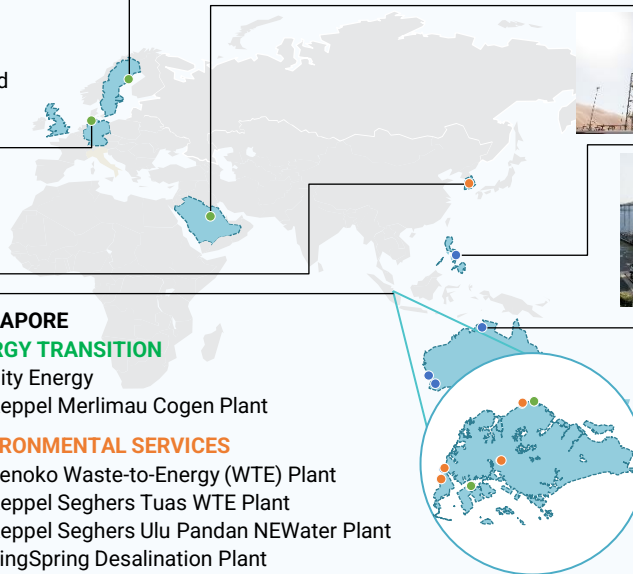 d
APORE
RGY TRANSITION
ity Energy
eppel Merlimau Cogen Plant
RONMENTAL SERVICES
enoko Waste-to-Energy (WTE) Plant
eppel Seghers Tuas WTE Plant
eppel Seghers Ulu Pandan NEWater Plant
ingSpring Desalination Plant